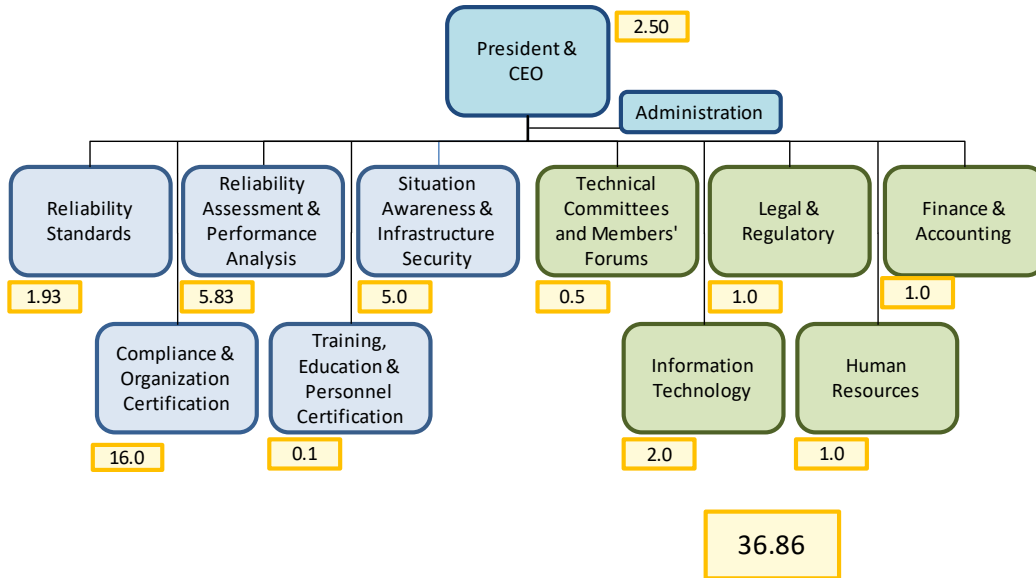 President &
CEO
2.50
Administration
Reliability
Standards
1.93
Reliability
Assessment &
Performance
Analysis
5.83
Situation
Awareness &
Infrastructure
Security
5.0
Technical
Committees
and Members'
Forums
0.5
Legal &
Regulatory
1.0
Finance &
Accounting
1.0
Compliance &
Organization
Certification
16.0
Training,
Education &
Personnel
Certification
0.1
Information
Technology
2.0
Human
Resources
1.0
36.86